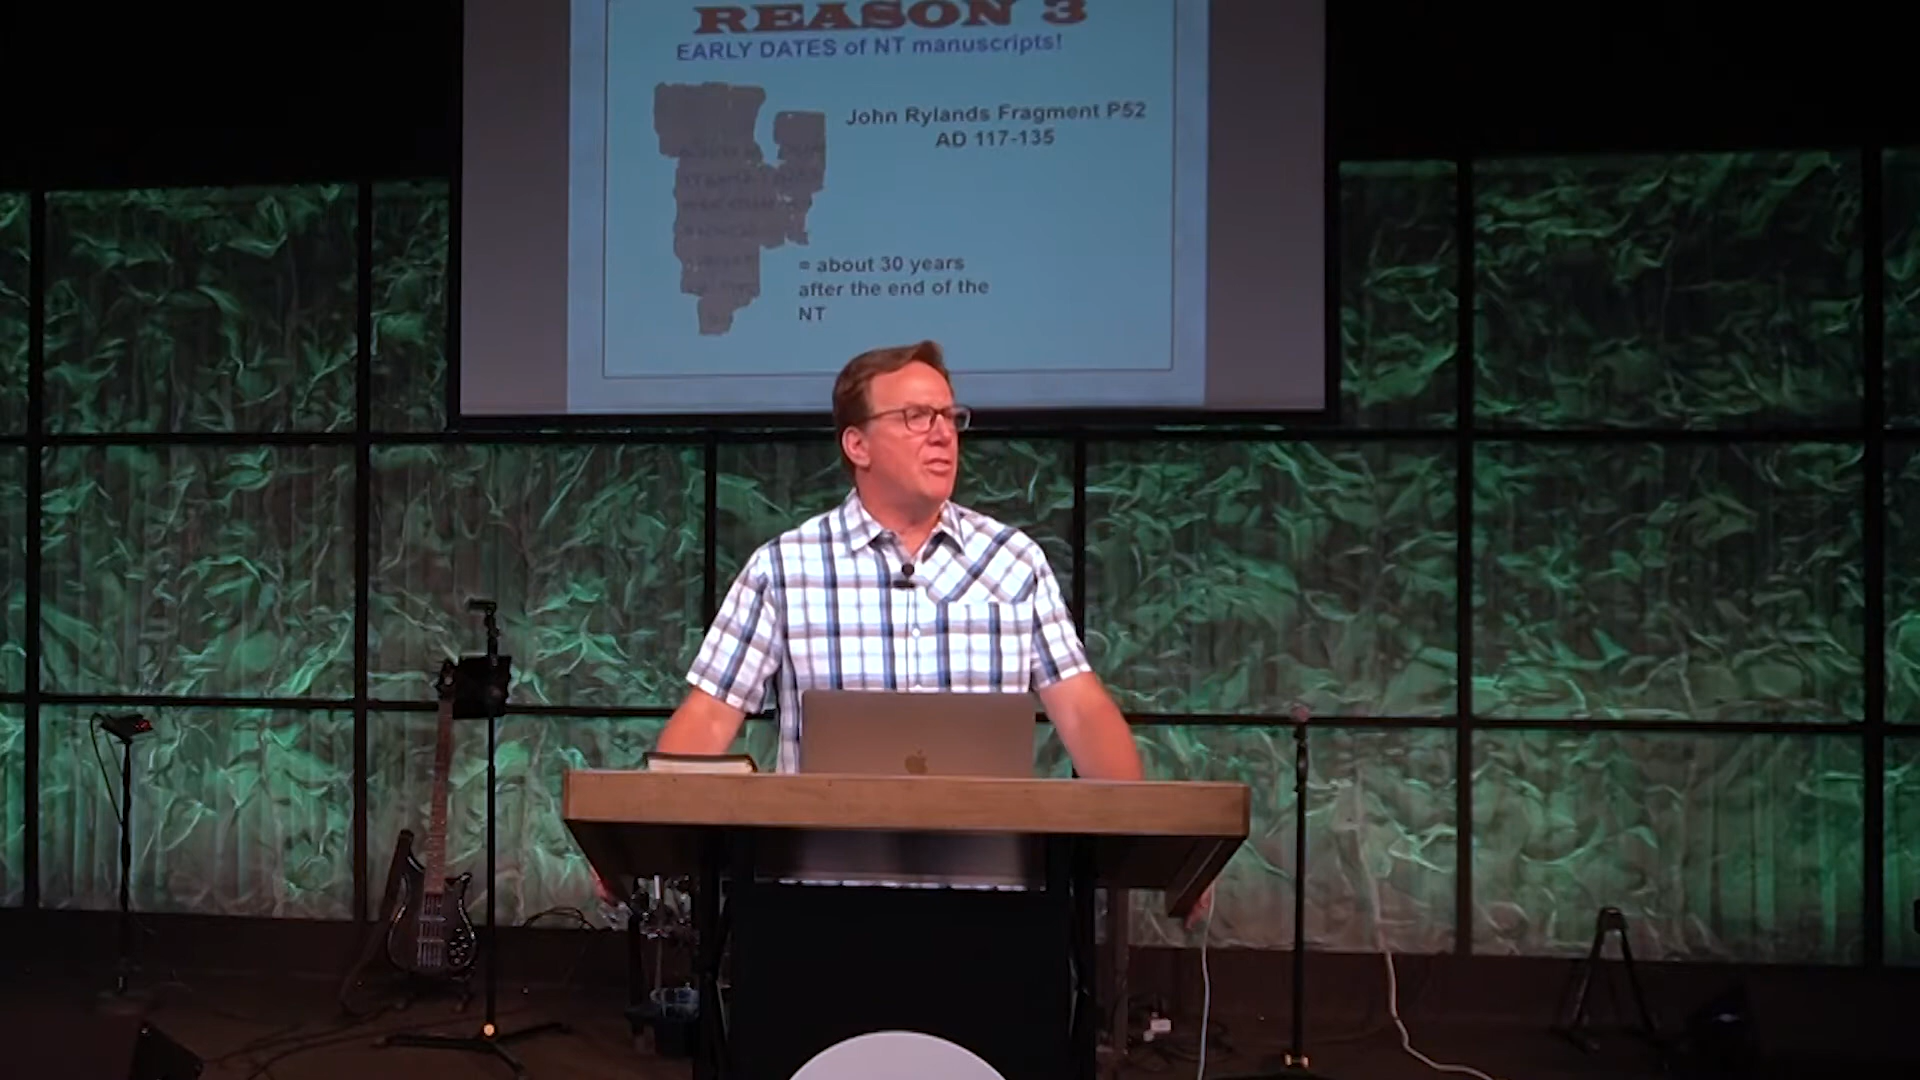 REASON 3
EARLY DATES of NT manuscripts!
John Rylands Fragment P52
AD 117-135
= about 30 years
after the end of the
NT